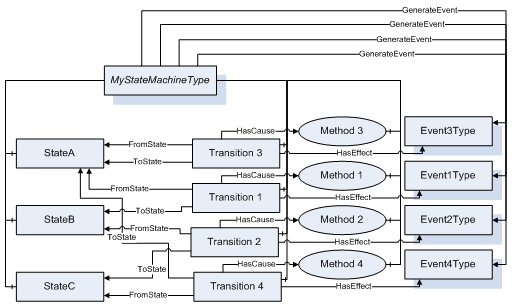 GenerateEvent
GenerateEvent
GenerateEvent
GenerateEvent
MyStateMachineType
HasCause
Method 3
Event3Type
StateA
FromState
Transition 3
HasEffect
ToState
HasCause
Method 1
Event1Type
FromState
Transition 1
HasEffect
ToState
StateB
HasCause
Method 2
Event2Type
FromState
ToState
Transition 2
HasEffect
ToState
HasCause
Method 4
Event4Type
StateC
Transition 4
HasEffect
FromState